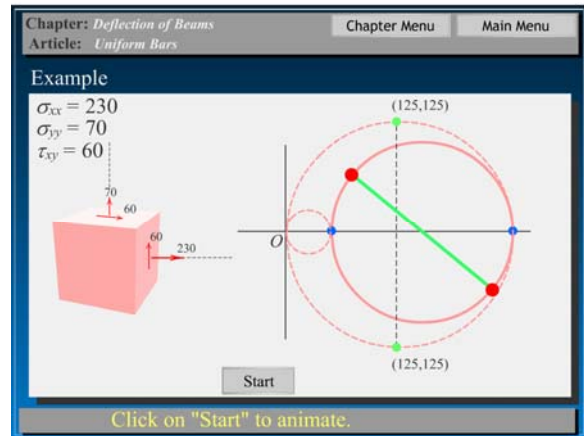 Chapter: Deflection of Beams
Chapter Menu
Main Menu
Article: Uniform Bars
Example
σxx = 230
σyy = 70
τxy = 60
70
60
60
230
(125,125)
O
(125,125)
Start
Click on "Start" to animate.